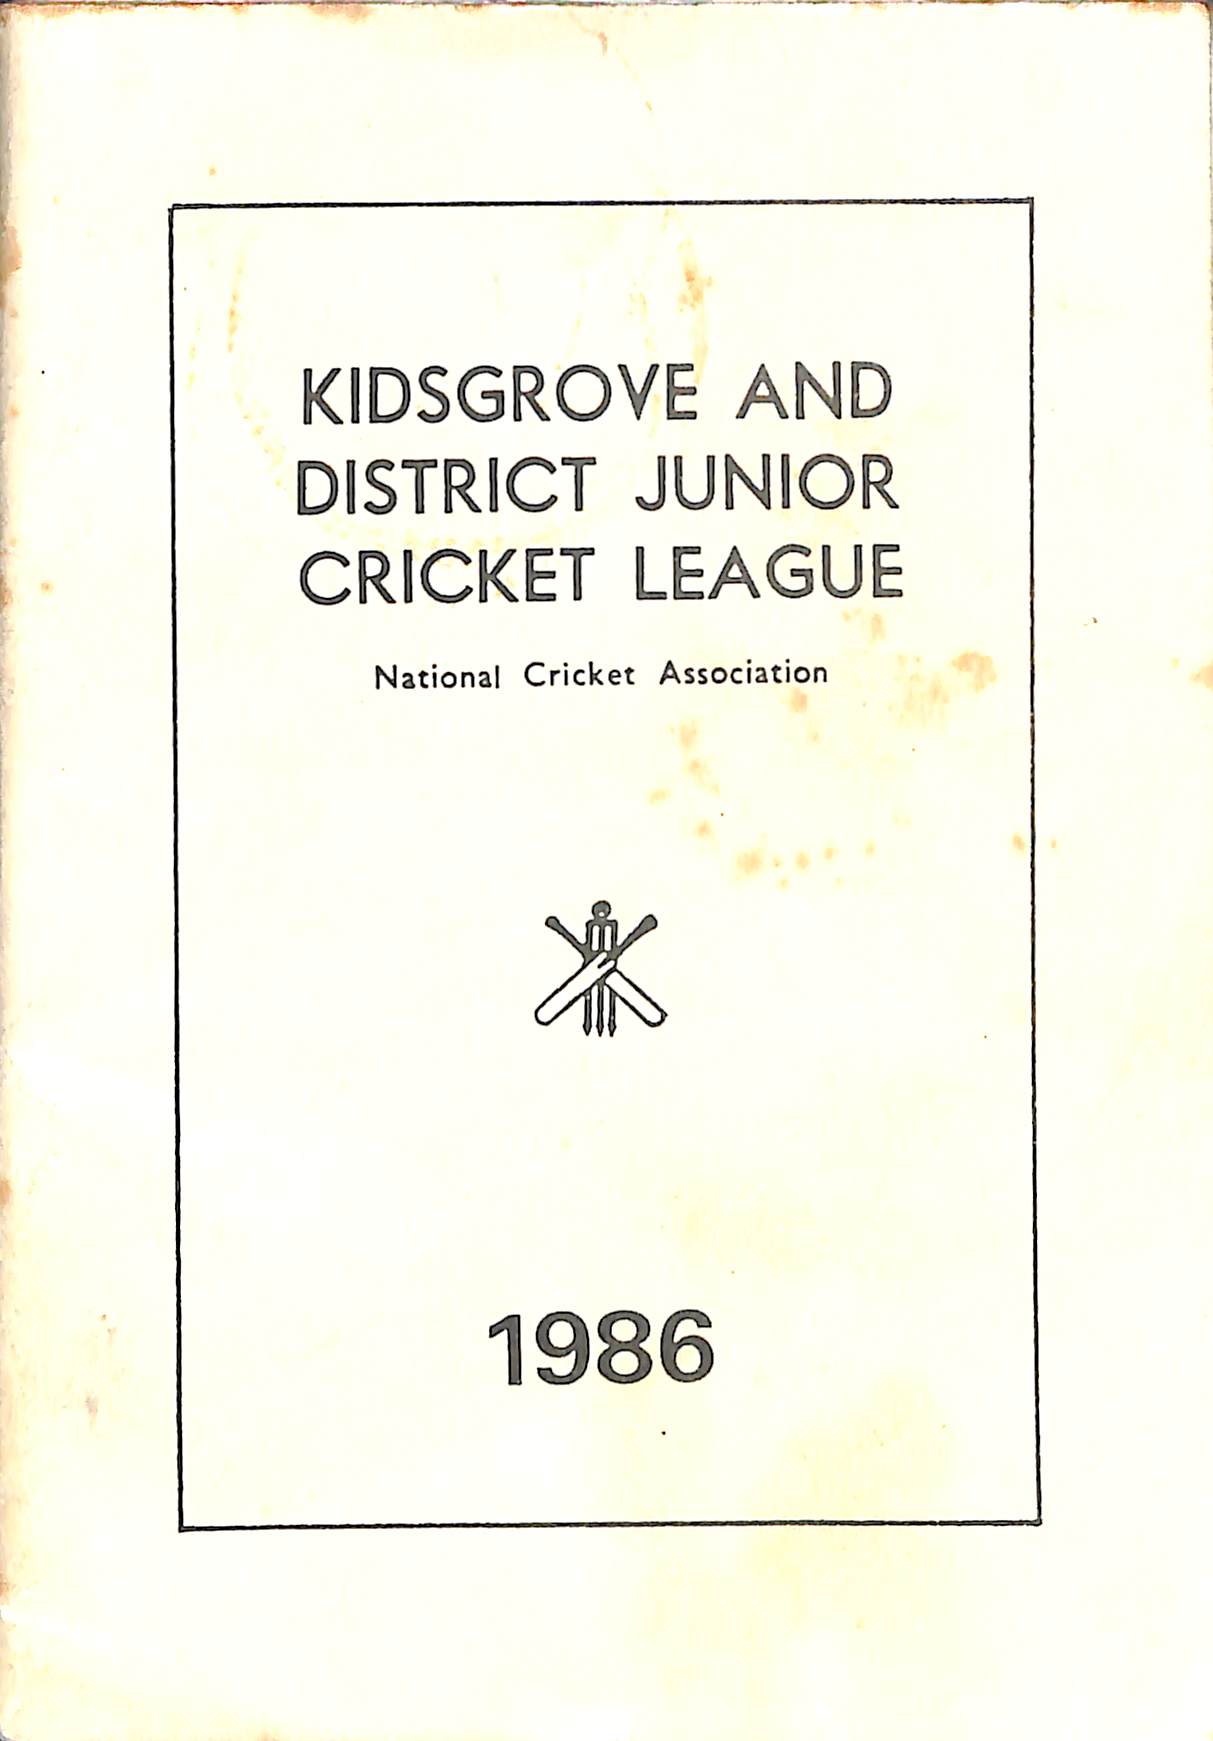 KIDSGROVE AND
DISTRICT JUNIOR
CRICKET LEAGUE
National Cricket Association
1986